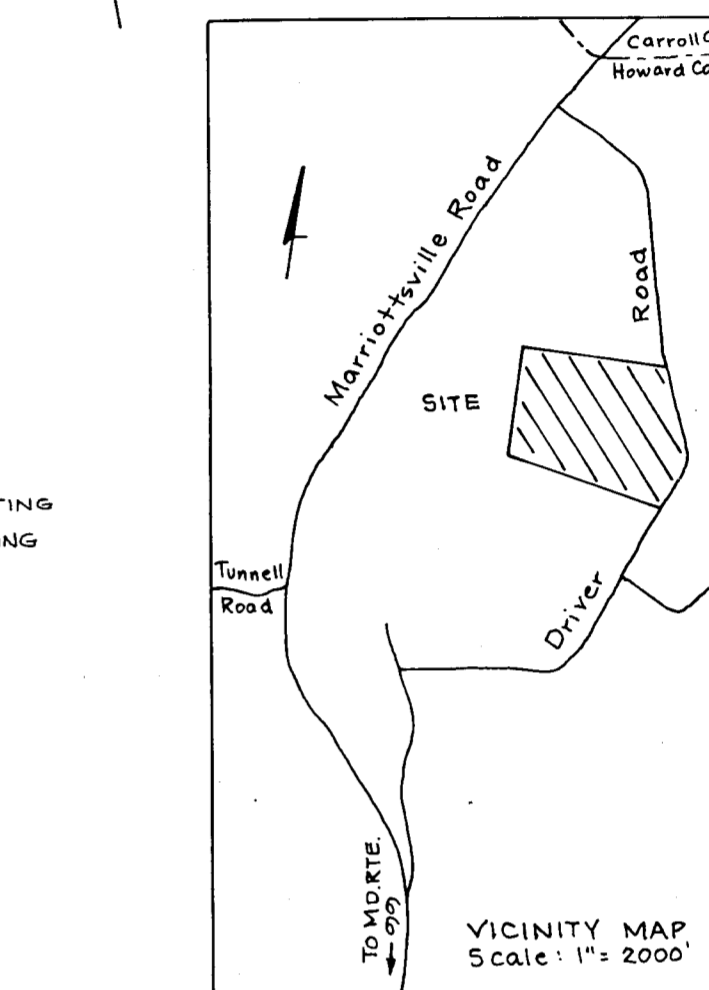 Carroll C
Howard Co
Marriottsville Road
Road
SITE
TING
NG
Tunnell
Road
Driver
TO MD.RTE.
99
VICINITY MAP
Scale: 1"= 2000'